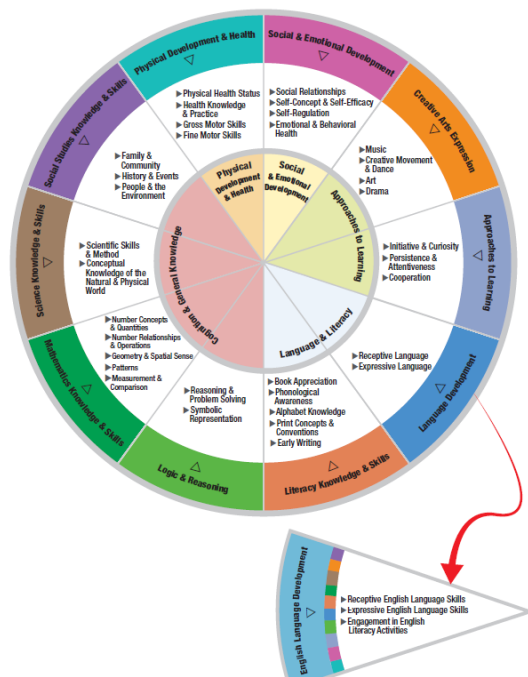 Physical Development & Health
Social & Emotional Development
Creative Arts Expression
Approaches to Learning
Language Development
Literacy Knowledge & Skills
Logic & Reasoning
Mathematics Knowledge & Skills
Science Knowledge & Skills
Social Studies Knowledge & Skills
Physical Health Status
Health Knowledge
& Practice
Gross Motor Skills
Fine Motor Skills
Social Relationships
Self-Concept & Self-Efficacy
Self-Regulation
Emotional & Behavioral
Health
Music
Creative Movement
& Dance
Art
Drama
Initiative & Curiosity
Persistence &
Attentiveness
Cooperation
Receptive Language
Expressive Language
Book Appreciation
Phonological
Awareness
Alphabet Knowledge
Print Concepts &
Conventions
Early Writing
Reasoning &
Problem Solving
Symbolic
Representation
Number Concepts
& Quantities
Number Relationships
& Operations
Geometry & Spatial Sense
Patterns
Measurement &
Comparison
Scientific Skills
& Method
Conceptual
Knowledge of the
Natural & Physical
World
Family &
Community
History & Events
People & the
Environment
Physical
Development
& Health
Social
& Emotional
Development
Approaches to Learning
Language & Literacy
Cognition & General Knowledge
English Language Development
Receptive English Language Skills
Expressive English Language Skills
Engagement in English
Literacy Activities